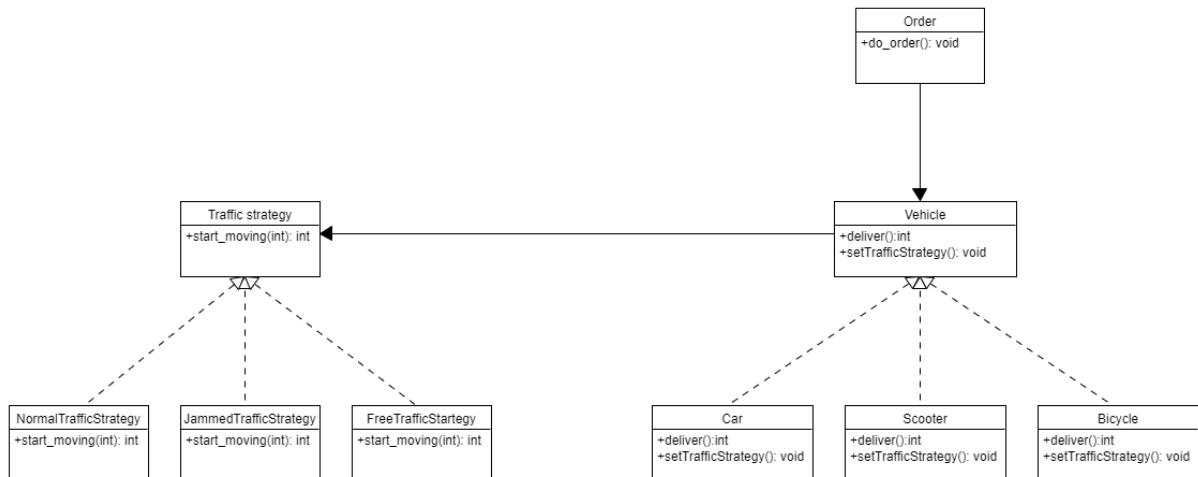 Order
+do_order(): void
Traffic strategy
+start_moving(int): int
Vehicle
+deliver():int
+setTrafficStrategy(): void
NormalTrafficStrategy
+start_moving(int): int
JammedTrafficStrategy
+start_moving(int): int
FreeTrafficStartegy
+start_moving(int): int
Car
+deliver():int
+setTrafficStrategy(): void
Scooter
+deliver():int
+setTrafficStrategy(): void
Bicycle
+deliver():int
+setTrafficStrategy(): void